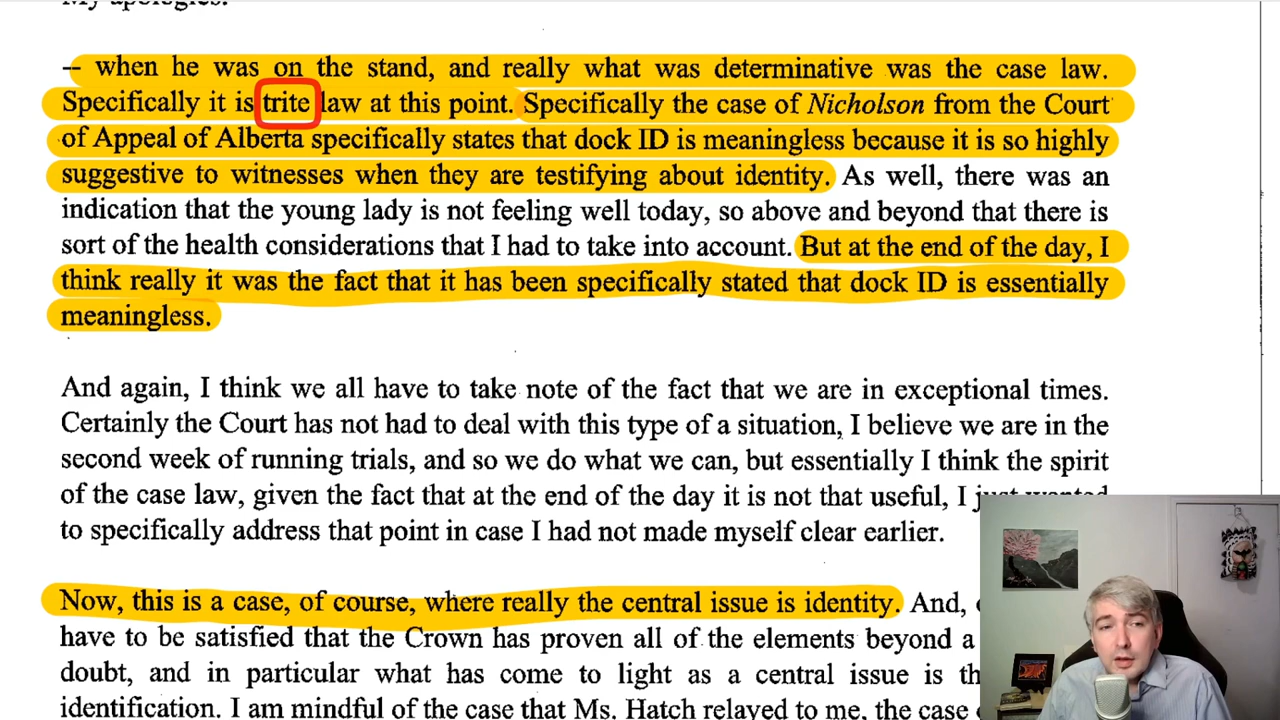 My apologies.
-- when he was on the stand, and really what was determinative was the case law.
Specifically it is trite law at this point. Specifically the case of Nicholson from the Court
of Appeal of Alberta specifically states that dock ID is meaningless because it is so highly
suggestive to witnesses when they are testifying about identity. As well, there was an
indication that the young lady is not feeling well today, so above and beyond that there is
sort of the health considerations that I had to take into account. But at the end of the day, I
think really it was the fact that it has been specifically stated that dock ID is essentially
meaningless.
And again, I think we all have to take note of the fact that we are in exceptional times.
Certainly the Court has not had to deal with this type of a situation, I believe we are in the
second week of running trials, and so we do what we can, but essentially I think the spirit
of the case law, given the fact that at the end of the day it is not that useful, I just wanted
to specifically address that point in case I had not made myself clear earlier.
Now, this is a case, of course, where really the central issue is identity. And,
have to be satisfied that the Crown has proven all of the elements beyond a
doubt, and in particular what has come to light as a central issue is
identification. I am mindful of the case that Ms. Hatch relayed to me, the case